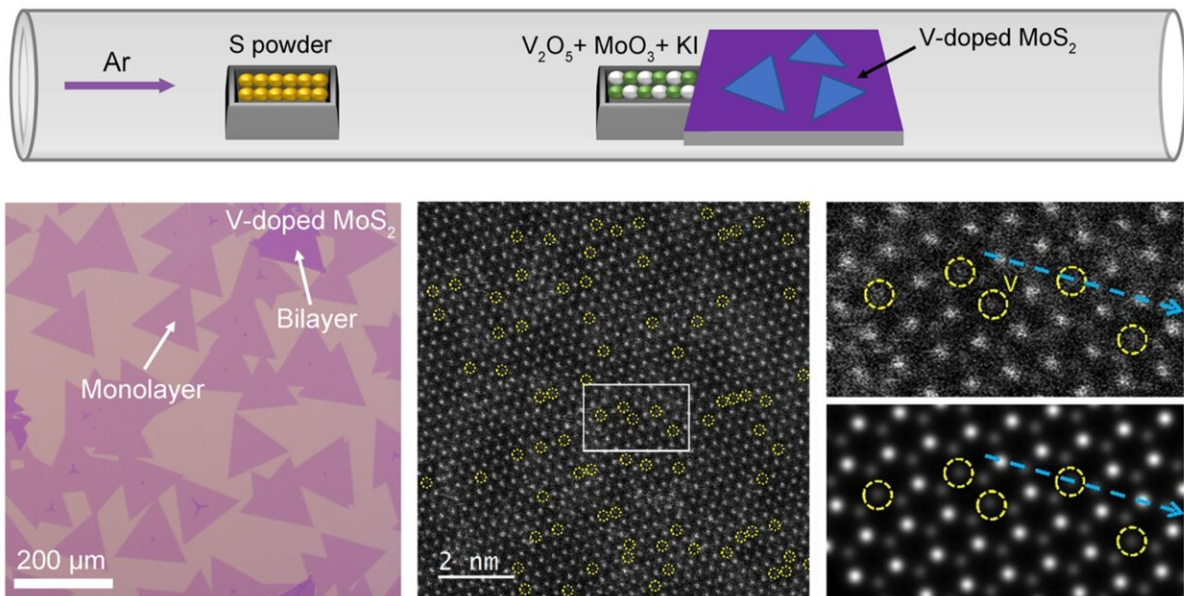 Ar
S powder
V₂O₅+ MoO₃+ KI
V-doped MoS₂
V-doped MoS₂
Bilayer
Monolayer
200 µm
2 nm
V